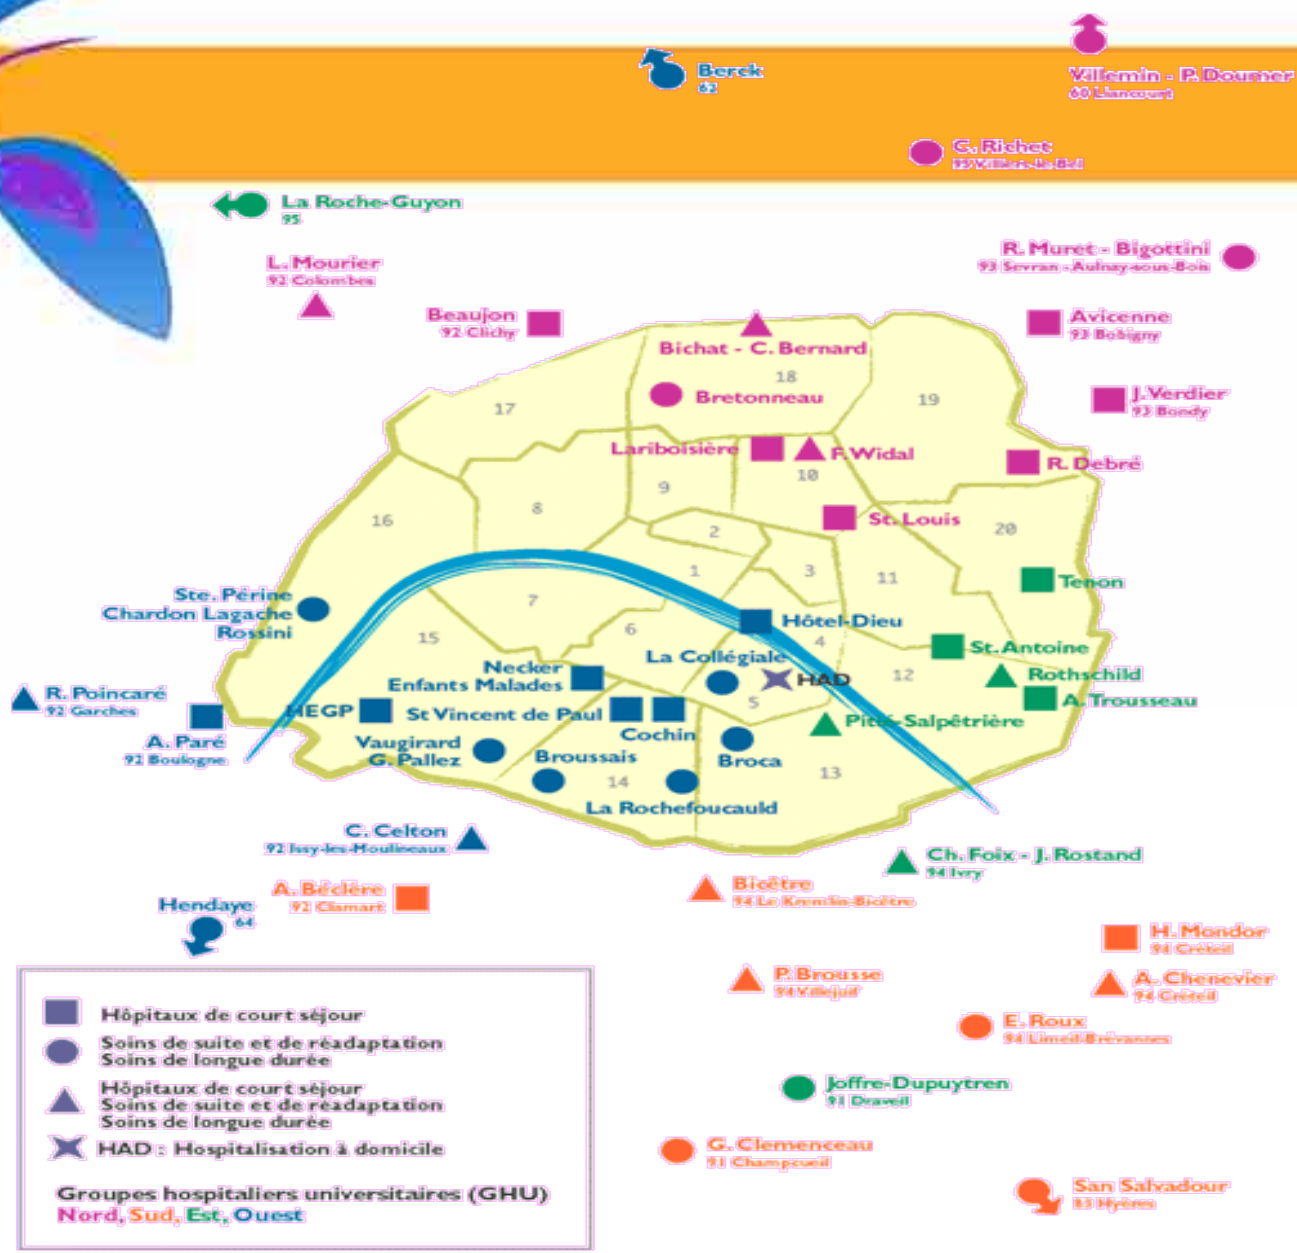 Berck
62
Villemin - P. Doumer
60 Liancourt
C. Richet
95 Villiers-le-Bel
La Roche-Guyon
95
R. Muret - Bigottini
93 Sevran - Aulnay-sous-Bois
L. Mourier
92 Colombes
Beaujon
92 Clichy
Avicenne
93 Bobigny
Bichat - C. Bernard
18
Bretonneau
17
19
J. Verdier
93 Bondy
Lariboisière
F. Widal
10
R. Debré
9
8
16
St. Louis
2
20
1
3
11
Tenon
7
Ste. Périne
Chardon Lagache
Rossini
15
6
Hôtel-Dieu
4
La Collégiale
St. Antoine
12
Necker
Enfants Malades
HAD
Rothschild
R. Poincaré
92 Garches
5
A. Trousseau
HEGP
St Vincent de Paul
Cochin
Pitié-Salpêtrière
A. Paré
92 Boulogne
Vaugirard
G. Pallez
Broussais
Broca
14
13
La Rochefoucauld
C. Celton
92 Issy-les-Moulineaux
Ch. Foix - J. Rostand
94 Ivry
A. Béclère
92 Clamart
Bicêtre
94 Le Kremlin-Bicêtre
Hendaye
64
H. Mondor
94 Créteil
P. Brousse
94 Villejuif
A. Chenevier
94 Créteil
E. Roux
94 Limeil-Brévannes
Joffre-Dupuytren
91 Draveil
G. Clemenceau
91 Champcueil
San Salvadour
83 Hyères
Hôpitaux de court séjour
Soins de suite et de réadaptation
Soins de longue durée
Hôpitaux de court séjour
Soins de suite et de réadaptation
Soins de longue durée
HAD : Hospitalisation à domicile
Groupes hospitaliers universitaires (GHU)
Nord, Sud, Est, Ouest